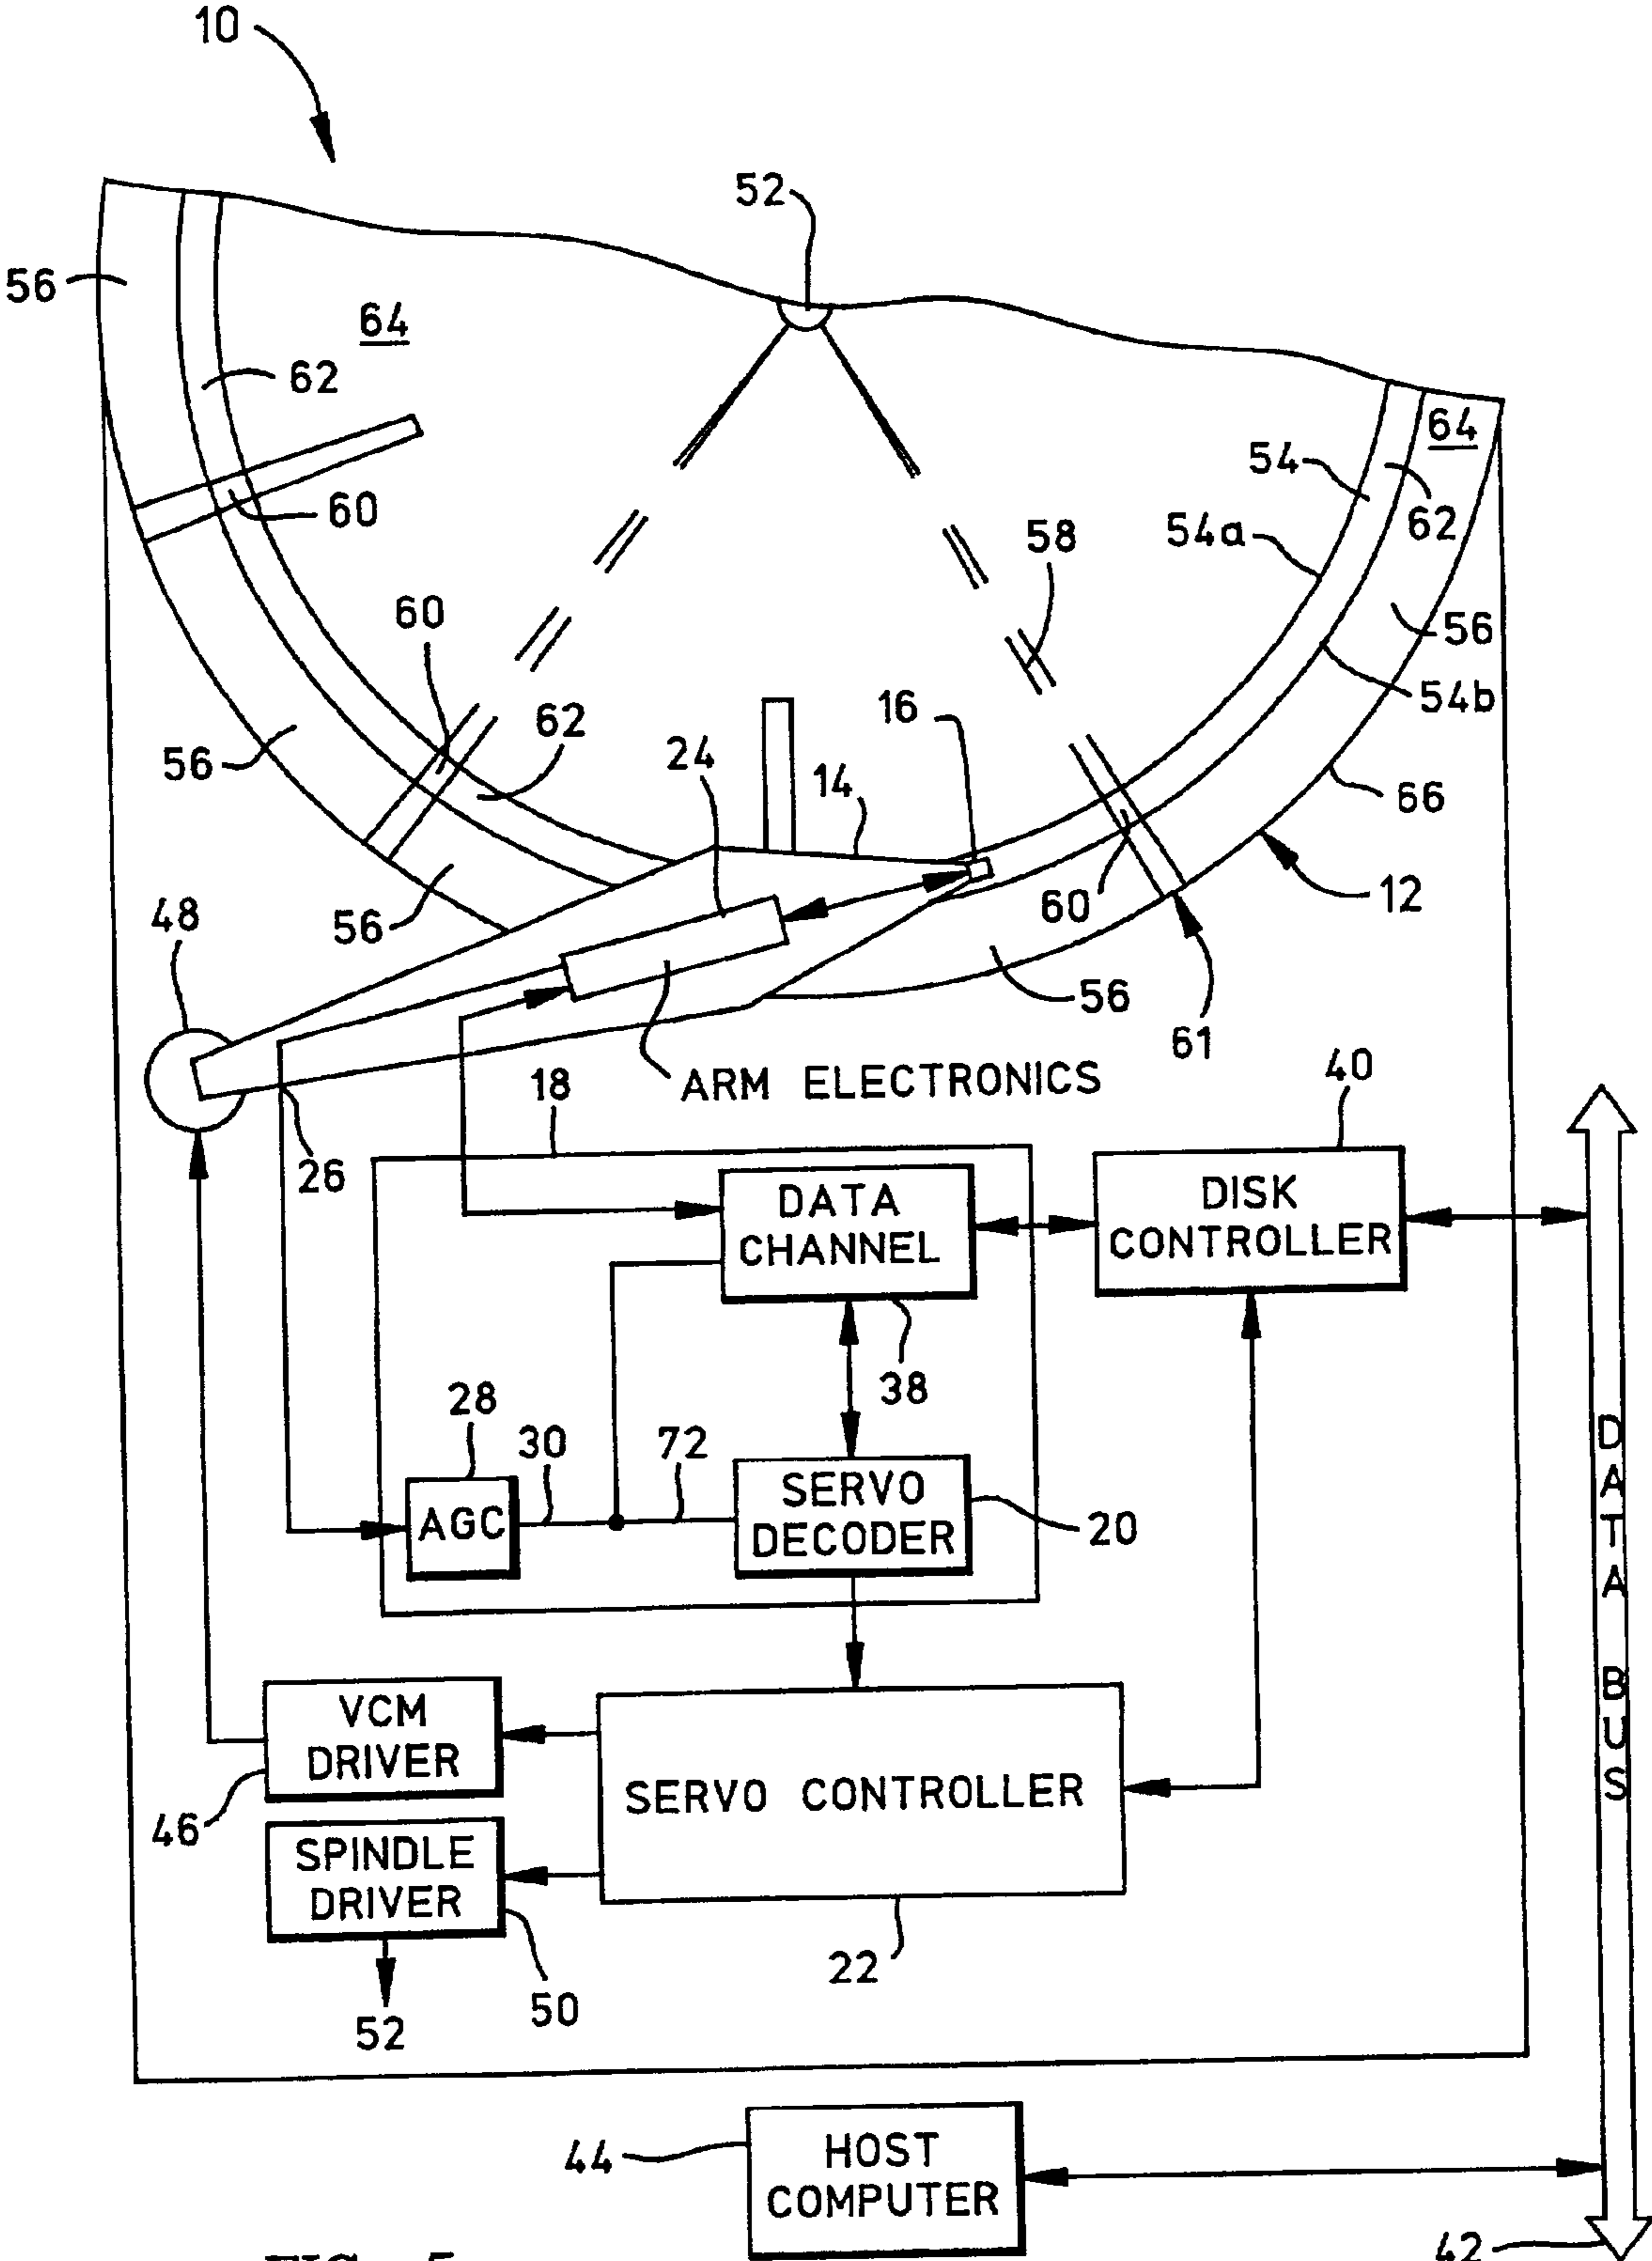 10
52
56
64
64
62
54
62
60
54a
58
60
56
54b
62
16
24
14
56
66
60
12
48
56
56
61
ARM ELECTRONICS
18
40
26
DATA
CHANNEL
DISK
CONTROLLER
38
28
30
72
AGC
SERVO
DECODER
20
DATA BUS
VCM
DRIVER
SERVO CONTROLLER
46
SPINDLE
DRIVER
22
50
52
44
HOST
COMPUTER
42